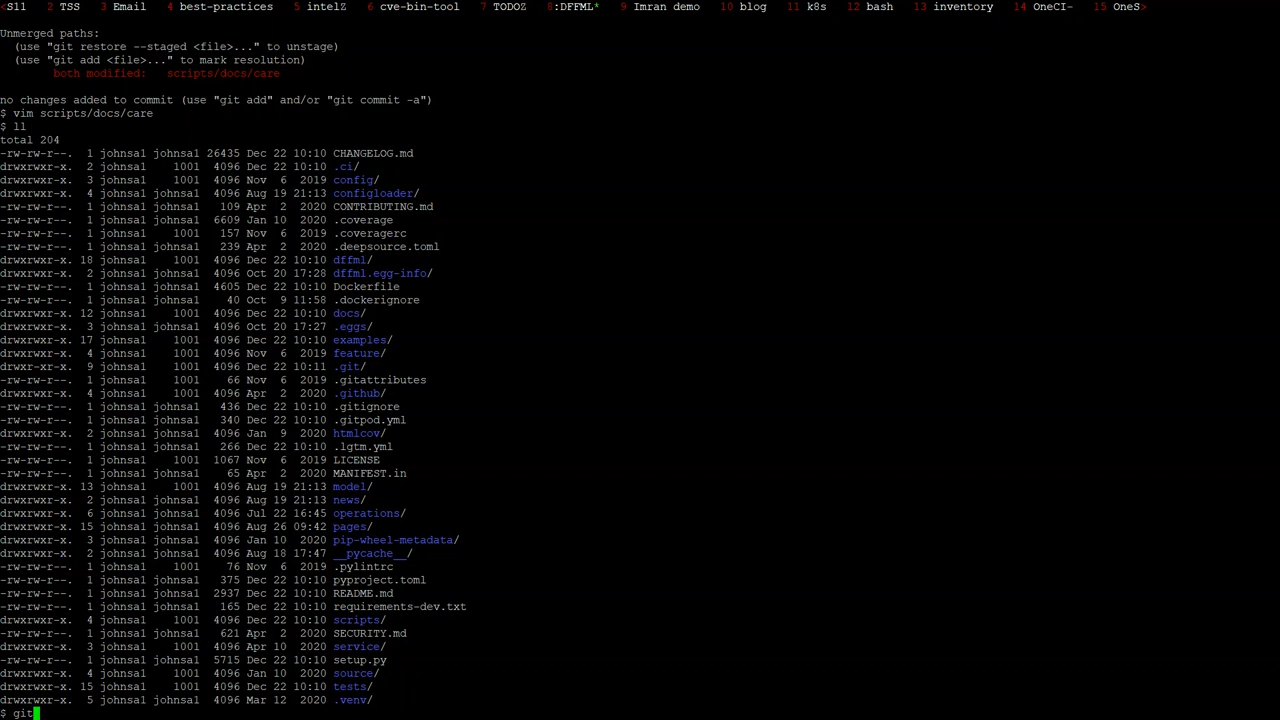 <S11  2 TSS  3 Email  4 best-practices  5 intelZ  6 cve-bin-tool  7 TODOZ  8:DFFML*  9 Imran demo  10 blog  11 k8s  12 bash  13 inventory  14 OneCI-  15 OneS>
Unmerged paths:
  (use "git restore --staged <file>..." to unstage)
  (use "git add <file>..." to mark resolution)
        both modified:   scripts/docs/care
no changes added to commit (use "git add" and/or "git commit -a")
$ vim scripts/docs/care
$ ll
total 204
-rw-rw-r--.  1 johnsa1 johnsa1 26435 Dec 22 10:10 CHANGELOG.md
drwxrwxr-x.  2 johnsa1    1001  4096 Dec 22 10:10 .ci/
drwxrwxr-x.  3 johnsa1    1001  4096 Nov  6  2019 config/
drwxrwxr-x.  4 johnsa1 johnsa1  4096 Aug 19 21:13 configloader/
-rw-rw-r--.  1 johnsa1 johnsa1   109 Apr  2  2020 CONTRIBUTING.md
-rw-rw-r--.  1 johnsa1 johnsa1  6609 Jan 10  2020 .coverage
-rw-rw-r--.  1 johnsa1    1001   157 Nov  6  2019 .coveragerc
-rw-rw-r--.  1 johnsa1 johnsa1   239 Apr  2  2020 .deepsource.toml
drwxrwxr-x. 18 johnsa1    1001  4096 Dec 22 10:10 dffml/
drwxrwxr-x.  2 johnsa1 johnsa1  4096 Oct 20 17:28 dffml.egg-info/
-rw-rw-r--.  1 johnsa1 johnsa1  4605 Dec 22 10:10 Dockerfile
-rw-rw-r--.  1 johnsa1 johnsa1    40 Oct  9 11:58 .dockerignore
drwxrwxr-x. 12 johnsa1    1001  4096 Dec 22 10:10 docs/
drwxrwxr-x.  3 johnsa1 johnsa1  4096 Oct 20 17:27 .eggs/
drwxrwxr-x. 17 johnsa1    1001  4096 Dec 22 10:10 examples/
drwxrwxr-x.  4 johnsa1    1001  4096 Nov  6  2019 feature/
drwxr-xr-x.  9 johnsa1    1001  4096 Dec 22 10:11 .git/
-rw-rw-r--.  1 johnsa1    1001    66 Nov  6  2019 .gitattributes
drwxrwxr-x.  4 johnsa1    1001  4096 Apr  2  2020 .github/
-rw-rw-r--.  1 johnsa1 johnsa1   436 Dec 22 10:10 .gitignore
-rw-rw-r--.  1 johnsa1 johnsa1   340 Dec 22 10:10 .gitpod.yml
drwxrwxr-x.  2 johnsa1 johnsa1  4096 Jan  9  2020 htmlcov/
-rw-rw-r--.  1 johnsa1 johnsa1   266 Dec 22 10:10 .lgtm.yml
-rw-rw-r--.  1 johnsa1    1001  1067 Nov  6  2019 LICENSE
-rw-rw-r--.  1 johnsa1 johnsa1    65 Apr  2  2020 MANIFEST.in
drwxrwxr-x. 13 johnsa1    1001  4096 Aug 19 21:13 model/
drwxrwxr-x.  2 johnsa1    1001  4096 Aug 19 21:13 news/
drwxrwxr-x.  6 johnsa1 johnsa1  4096 Jul 22 16:45 operations/
drwxrwxr-x. 15 johnsa1 johnsa1  4096 Aug 26 09:42 pages/
drwxrwxr-x.  3 johnsa1 johnsa1  4096 Jan 10  2020 pip-wheel-metadata/
drwxrwxr-x.  2 johnsa1 johnsa1  4096 Aug 18 17:47 __pycache__/
-rw-rw-r--.  1 johnsa1    1001    76 Nov  6  2019 .pylintrc
-rw-rw-r--.  1 johnsa1 johnsa1   375 Dec 22 10:10 pyproject.toml
-rw-rw-r--.  1 johnsa1 johnsa1  2937 Dec 22 10:10 README.md
-rw-rw-r--.  1 johnsa1 johnsa1   165 Dec 22 10:10 requirements-dev.txt
drwxrwxr-x.  4 johnsa1    1001  4096 Dec 22 10:10 scripts/
-rw-rw-r--.  1 johnsa1 johnsa1   621 Apr  2  2020 SECURITY.md
drwxrwxr-x.  3 johnsa1    1001  4096 Apr 10  2020 service/
-rw-rw-r--.  1 johnsa1 johnsa1  5715 Dec 22 10:10 setup.py
drwxrwxr-x.  4 johnsa1    1001  4096 Jan 10  2020 source/
drwxrwxr-x. 15 johnsa1    1001  4096 Dec 22 10:10 tests/
drwxrwxr-x.  5 johnsa1    1001  4096 Mar 12  2020 .venv/
$ git